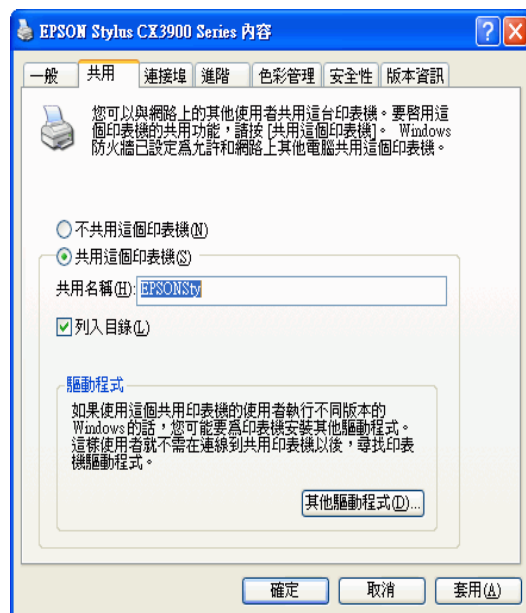 EPSON Stylus CX3900 Series 內容
一般 共用 連接埠 進階 色彩管理 安全性 版本資訊
您可以與網路上的其他使用者共用這台印表機。要啓用這
個印表機的共用功能，請按 [共用這個印表機]。 Windows
防火牆已設定爲允許和網路上其他電腦共用這個印表機。
不共用這個印表機(N)
共用這個印表機(S)
共用名稱(H): EPSONSty
列入目錄(L)
驅動程式
如果使用這個共用印表機的使用者執行不同版本的
Windows 的話，您可能要爲印表機安裝其他驅動程式。
這樣使用者就不需在連線到共用印表機以後，尋找印表
機驅動程式。
其他驅動程式(D)...
確定 取消 套用(A)